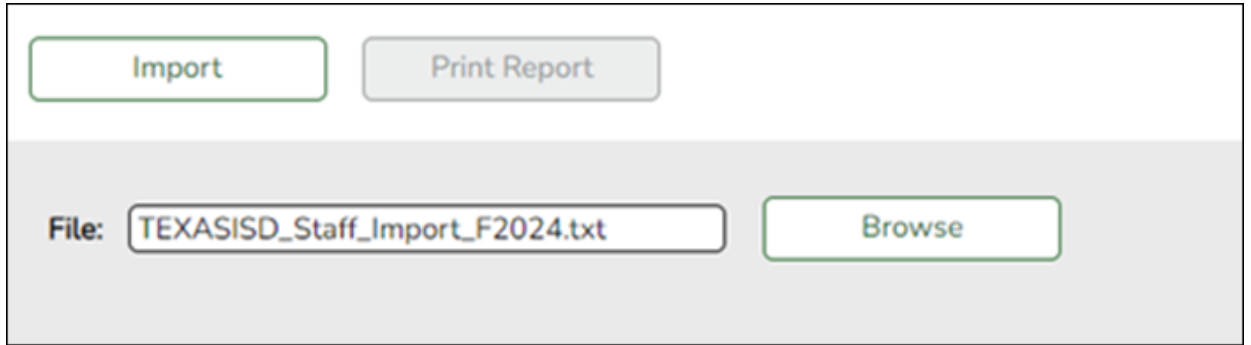 Import
Print Report
File:
TEXASISD_Staff_Import_F2024.txt
Browse